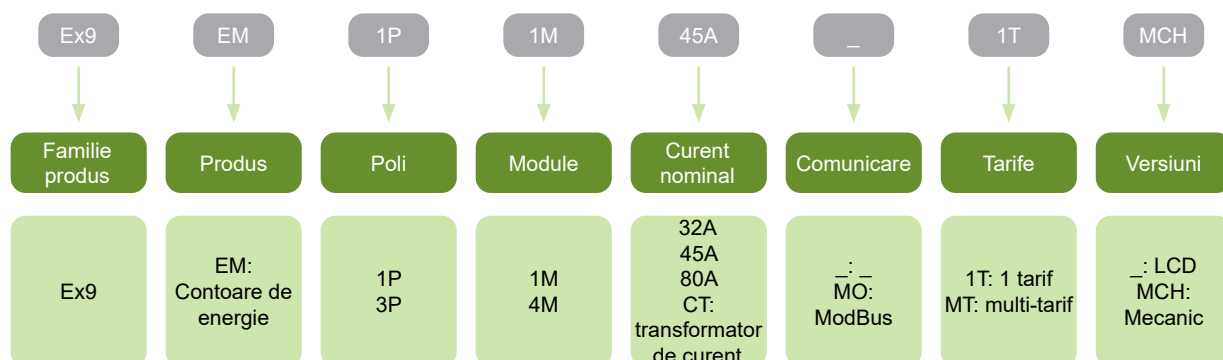 Ex9
EM
1P
1M
45A
_
1T
MCH
Familie
produs
Produs
Poli
Module
Curent
nominal
Comunicare
Tarife
Versiuni
Ex9
EM:
Contoare de
energie
1P
3P
1M
4M
32A
45A
80A
CT:
transformator
de curent
_: _
MO:
ModBus
1T: 1 tarif
MT: multi-tarif
_: LCD
MCH:
Mecanic